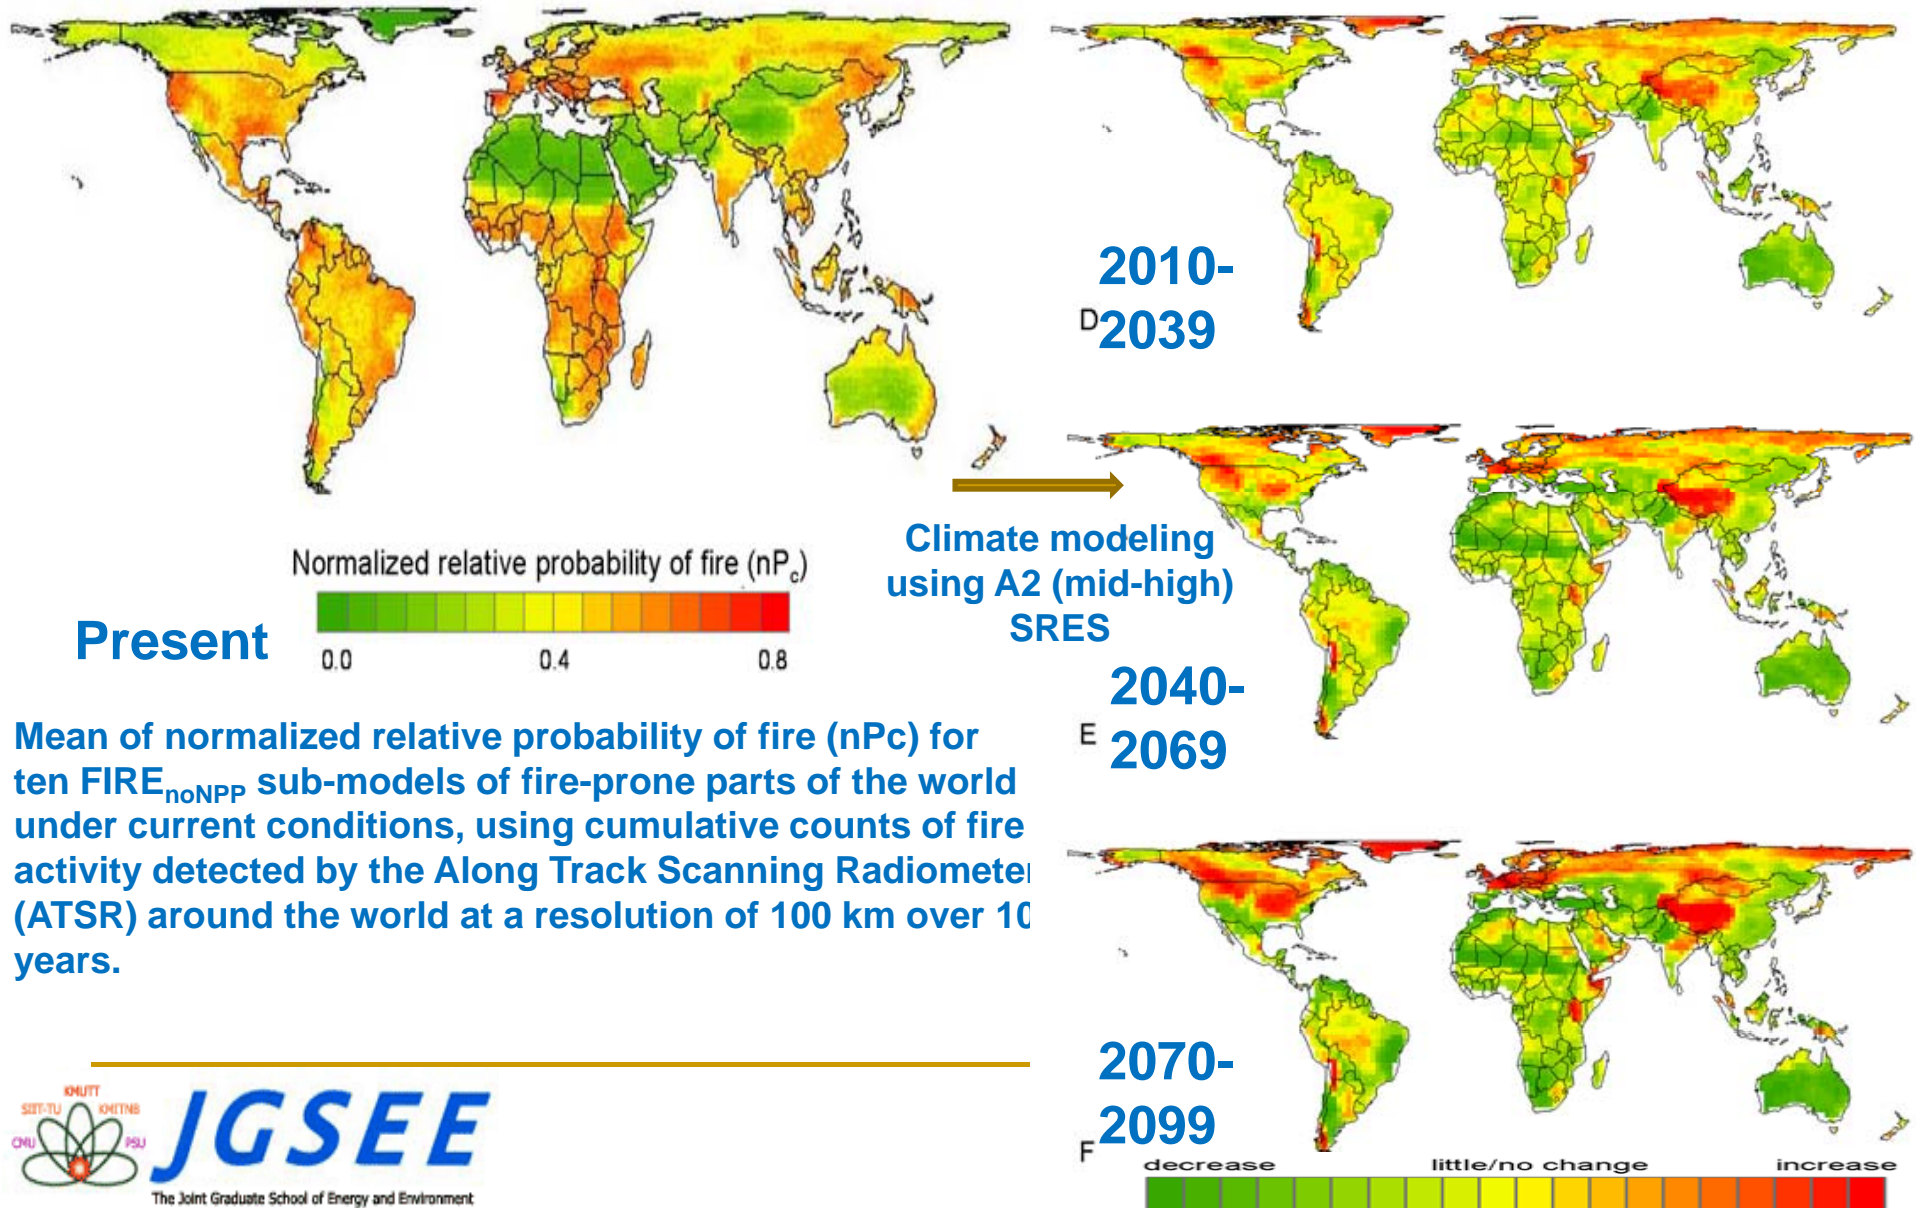 Normalized relative probability of fire (nPc)
0.0 0.4 0.8
Present
Mean of normalized relative probability of fire (nPc) for
ten FIREnoNPP sub-models of fire-prone parts of the world
under current conditions, using cumulative counts of fire
activity detected by the Along Track Scanning Radiometer
(ATSR) around the world at a resolution of 100 km over 10
years.
Climate modeling
using A2 (mid-high)
SRES
2010-
D 2039
2040-
E 2069
2070-
F 2099
decrease little/no change increase
KMUTT
SIIT-TU KMITNB
CMU PSU
JGSEE
The Joint Graduate School of Energy and Environment